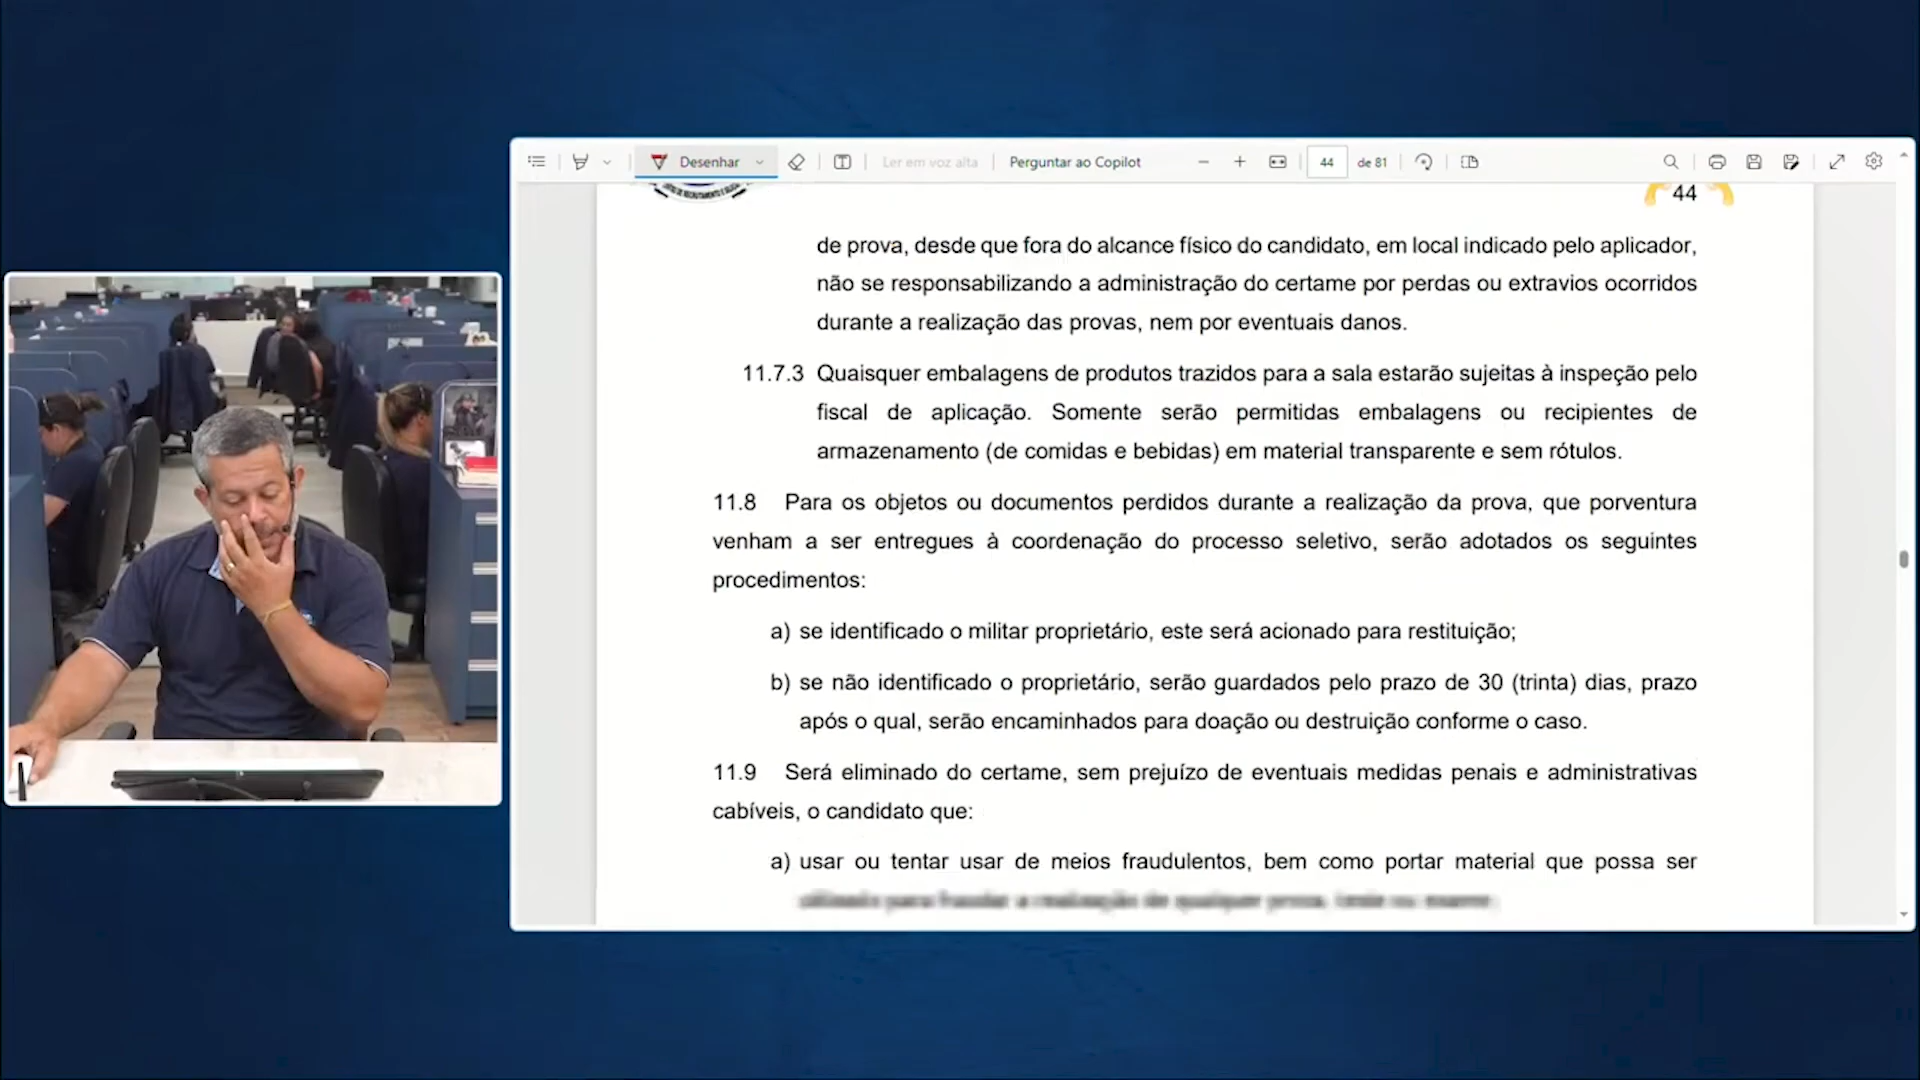 Desenhar
Ler em voz alta
Perguntar ao Copilot
44
de 81
44
de prova, desde que fora do alcance físico do candidato, em local indicado pelo aplicador,
não se responsabilizando a administração do certame por perdas ou extravios ocorridos
durante a realização das provas, nem por eventuais danos.
11.7.3 Quaisquer embalagens de produtos trazidos para a sala estarão sujeitas à inspeção pelo
fiscal de aplicação. Somente serão permitidas embalagens ou recipientes de
armazenamento (de comidas e bebidas) em material transparente e sem rótulos.
11.8 Para os objetos ou documentos perdidos durante a realização da prova, que porventura
venham a ser entregues à coordenação do processo seletivo, serão adotados os seguintes
procedimentos:
a) se identificado o militar proprietário, este será acionado para restituição;
b) se não identificado o proprietário, serão guardados pelo prazo de 30 (trinta) dias, prazo
após o qual, serão encaminhados para doação ou destruição conforme o caso.
11.9 Será eliminado do certame, sem prejuízo de eventuais medidas penais e administrativas
cabíveis, o candidato que:
a) usar ou tentar usar de meios fraudulentos, bem como portar material que possa ser